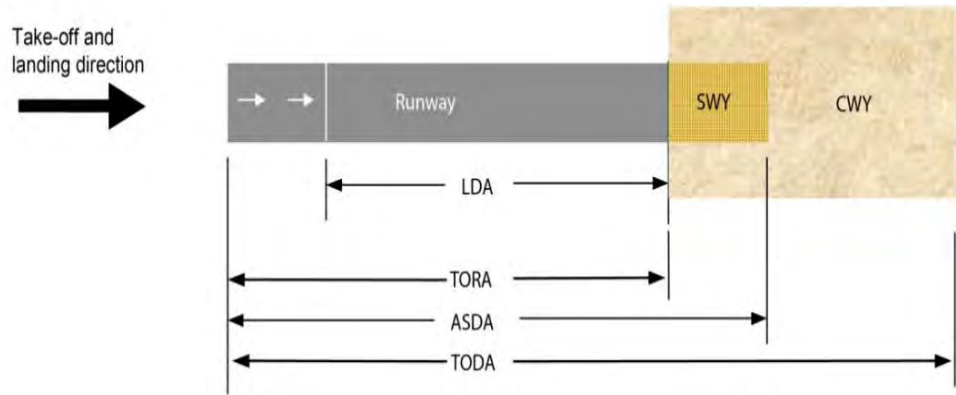 Take-off and
landing direction
Runway
SWY
CWY
LDA
TORA
ASDA
TODA